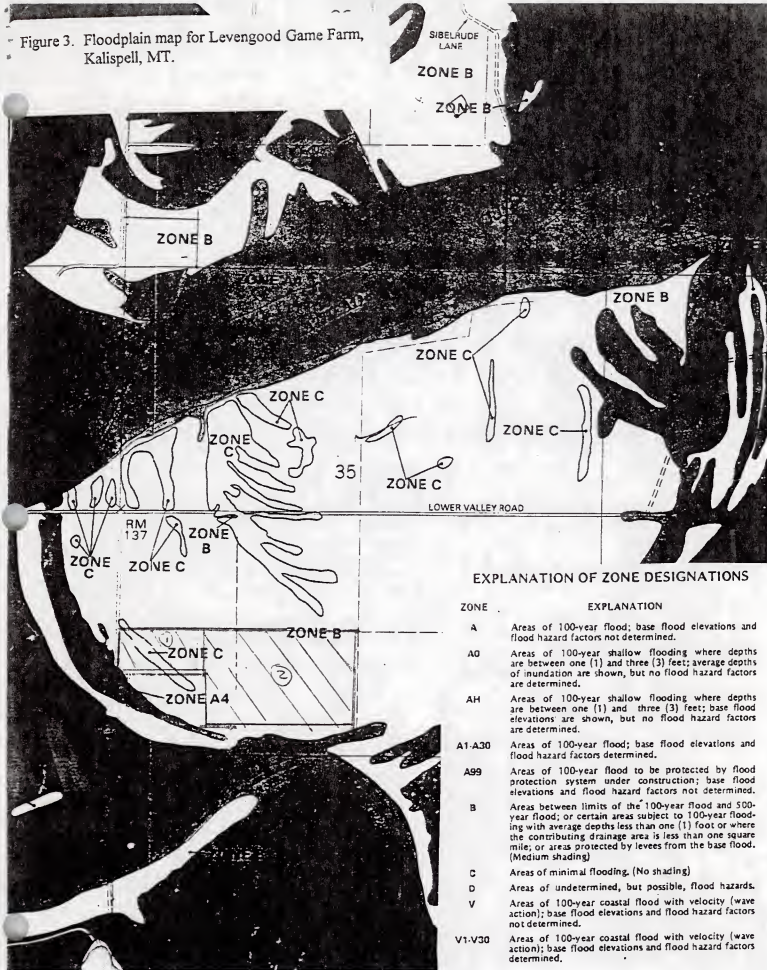 Figure 3. Floodplain map for Levengood Game Farm,
Kalispell, MT.
SIBELRUDE
LANE
ZONE B
ZONE B
ZONE B
ZONE B
ZONE C
ZONE C
ZONE
C
ZONE C
35
ZONE C
LOWER VALLEY ROAD
RM
137
ZONE
B
ZONE
C
ZONE C
ZONE B
1
ZONE C
2
ZONE A4
EXPLANATION OF ZONE DESIGNATIONS
ZONE EXPLANATION
A Areas of 100-year flood; base flood elevations and
flood hazard factors not determined.
A0 Areas of 100-year shallow flooding where depths
are between one (1) and three (3) feet; average depths
of inundation are shown, but no flood hazard factors
are determined.
AH Areas of 100-year shallow flooding where depths
are between one (1) and three (3) feet; base flood
elevations are shown, but no flood hazard factors
are determined.
A1-A30 Areas of 100-year flood; base flood elevations and
flood hazard factors determined.
A99 Areas of 100-year flood to be protected by flood
protection system under construction; base flood
elevations and flood hazard factors not determined.
B Areas between limits of the 100-year flood and 500-
year flood; or certain areas subject to 100-year flood-
ing with average depths less than one (1) foot or where
the contributing drainage area is less than one square
mile; or areas protected by levees from the base flood.
(Medium shading)
C Areas of minimal flooding. (No shading)
D Areas of undetermined, but possible, flood hazards.
V Areas of 100-year coastal flood with velocity (wave
action); base flood elevations and flood hazard factors
not determined.
V1-V30 Areas of 100-year coastal flood with velocity (wave
action); base flood elevations and flood hazard factors
determined.